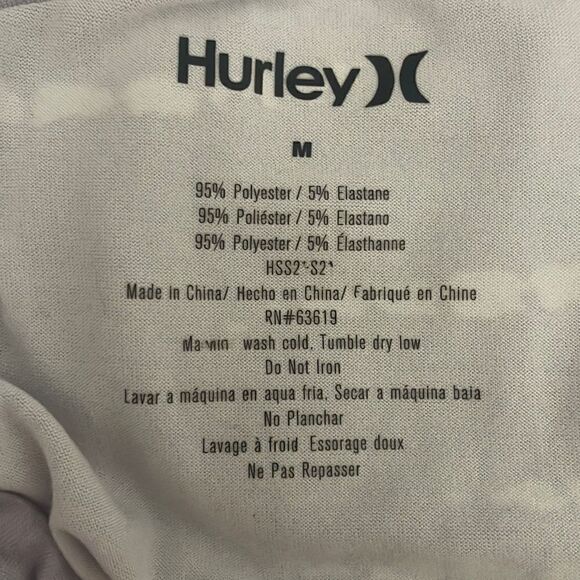 Hurley
M
95% Polyester / 5% Elastane
95% Poliéster / 5% Elastano
95% Polyester / 5% Élasthanne
Made in China/ Hecho en China/ Fabriqué en Chine
RN#63619
wash cold, Tumble dry low
Do Not Iron
Lavar a máquina en aqua fria, Secar a máquina baia
No Planchar
Lavage à froid Essorage doux
Ne Pas Repasser